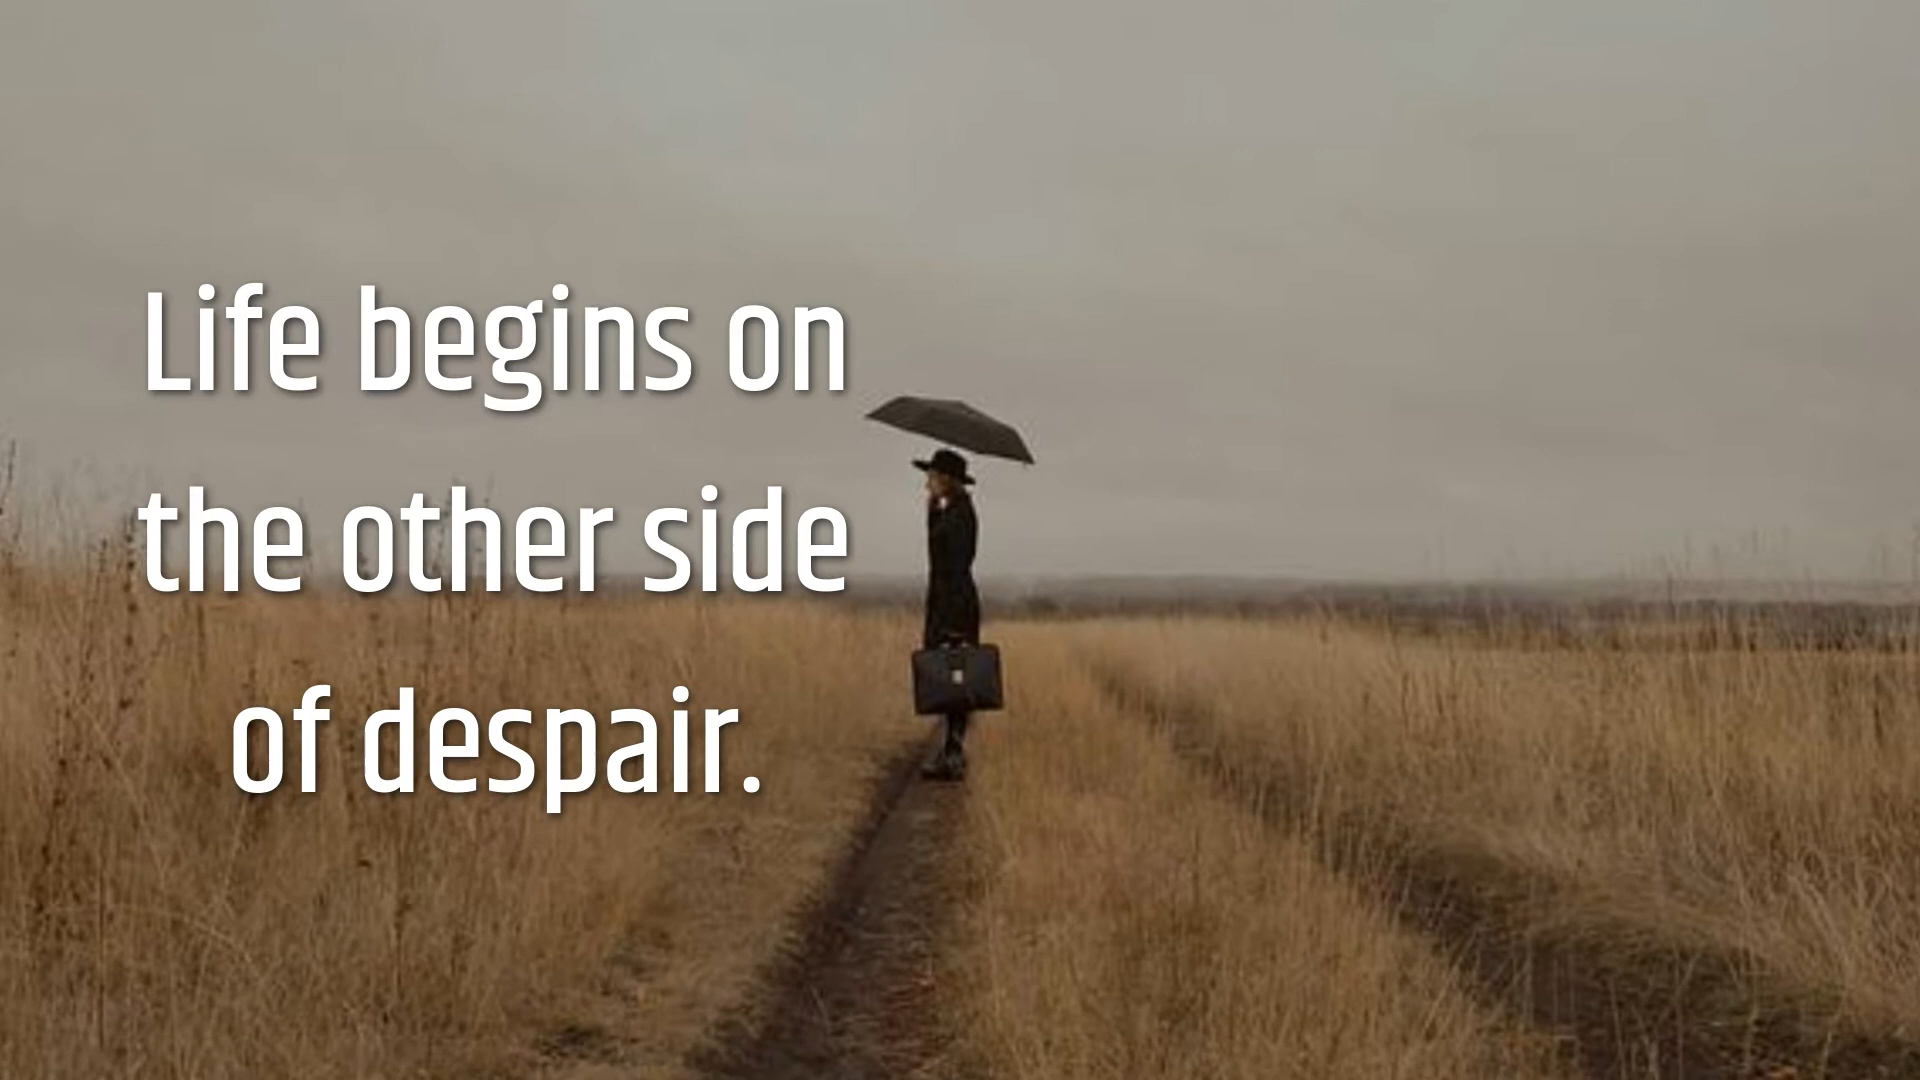 Life begins on
the other side
of despair.